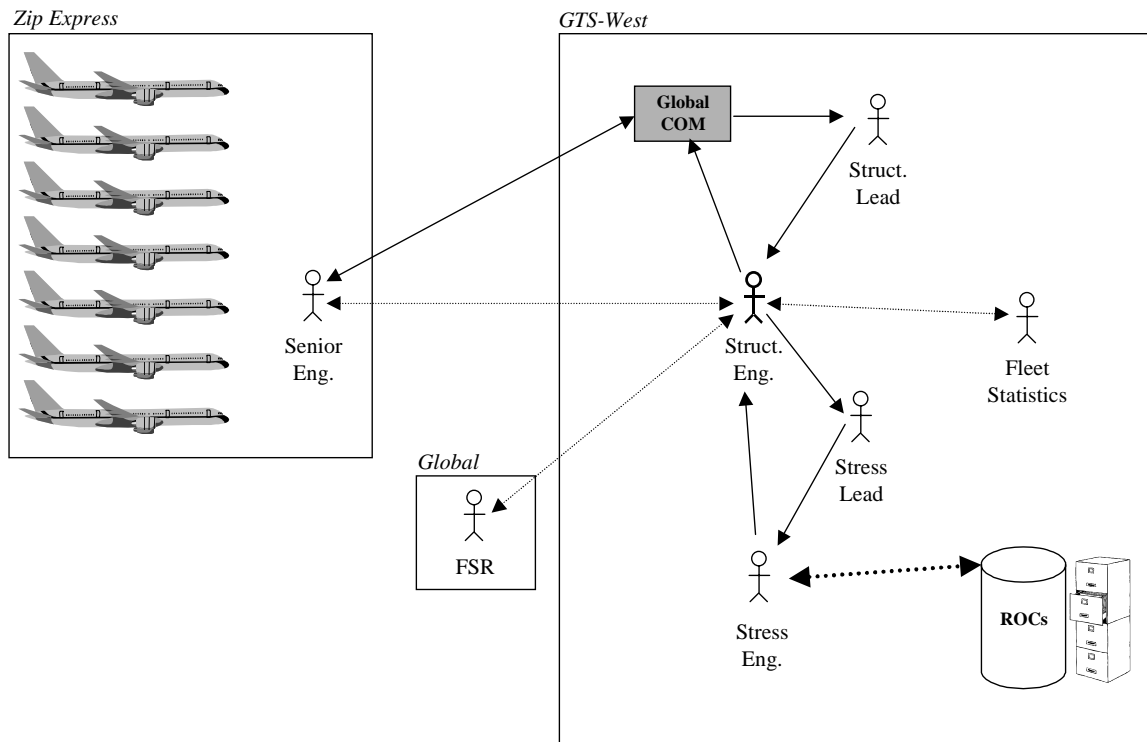 Zip Express
GTS-West
Global
COM
Struct.
Lead
Senior
Eng.
Struct.
Eng.
Fleet
Statistics
Stress
Lead
Global
FSR
Stress
Eng.
ROCs